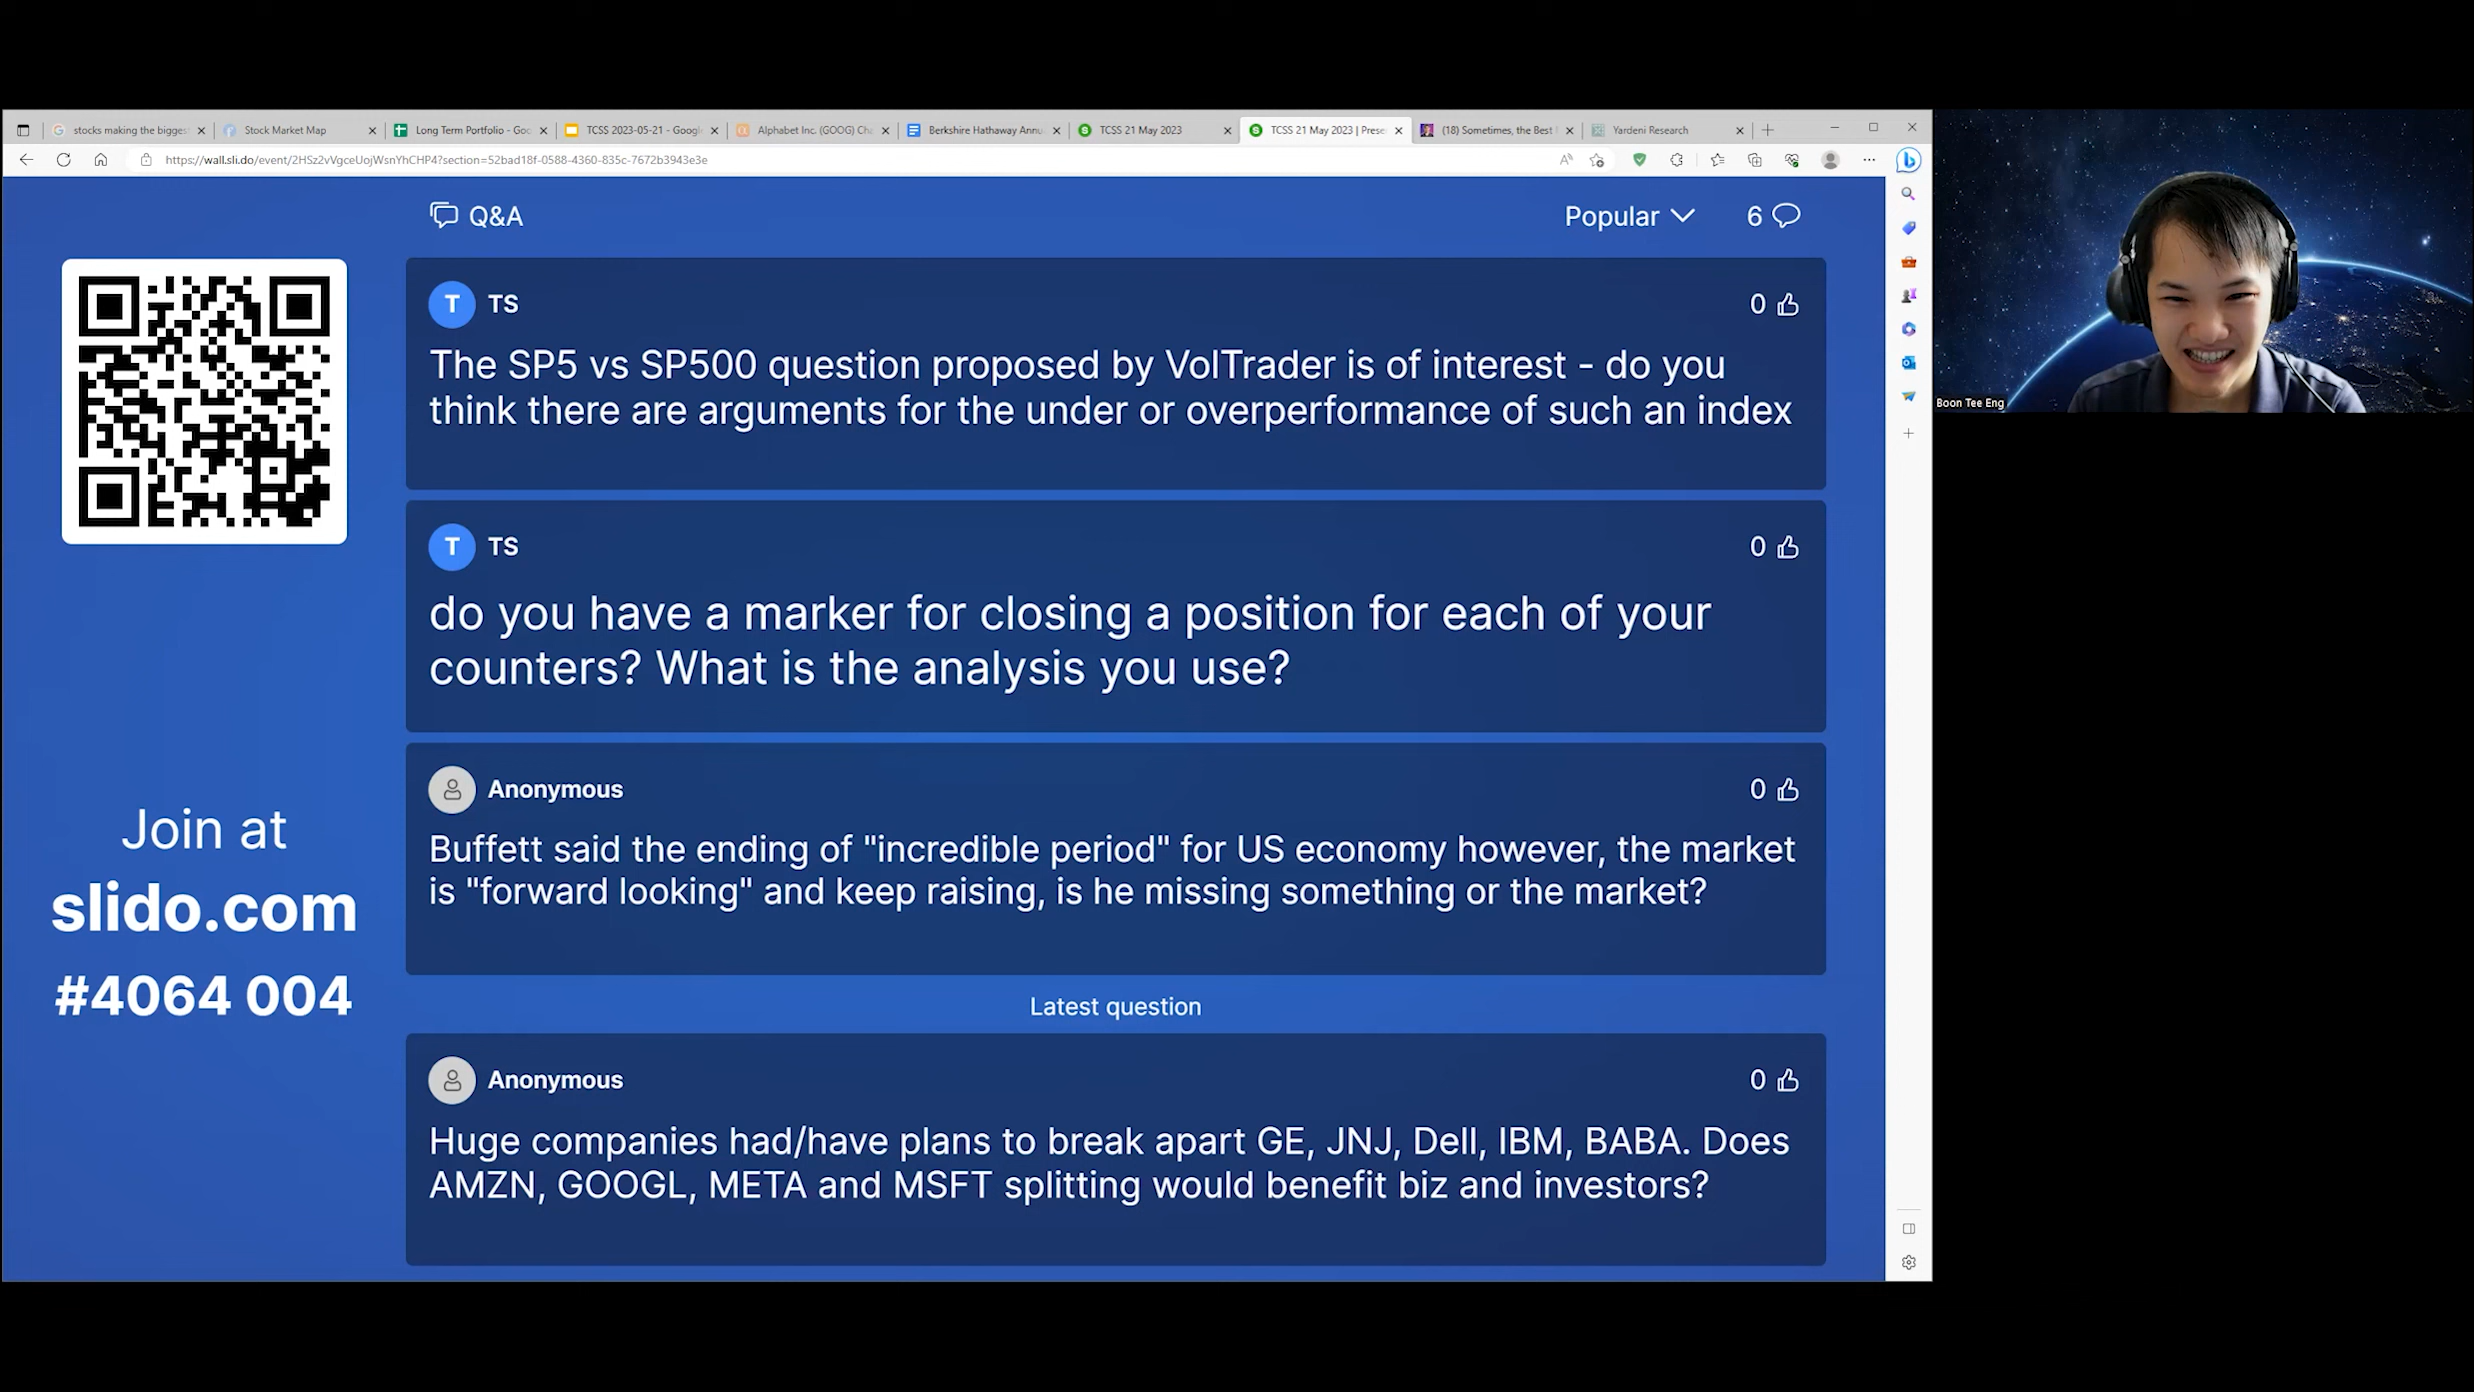 stocks making the bigges
Stock Market Map
Long Term Portfolio - Goo
TCSS 2023-05-21 - Googl
Alphabet Inc. (GOOG) Ch
Berkshire Hathaway Annu
TCSS 21 May 2023
TCSS 21 May 2023 | Prese
(18) Sometimes, the Best
Yardeni Research
https://wall.sli.do/event/2HSz2vVgceUojWsnYhCHP4?section=52bad18f-0588-4360-835c-7672b3943e3e
Q&A
Popular
6
T
TS
0
The SP5 vs SP500 question proposed by VolTrader is of interest - do you
think there are arguments for the under or overperformance of such an index
T
TS
0
do you have a marker for closing a position for each of your
counters? What is the analysis you use?
Anonymous
0
Buffett said the ending of "incredible period" for US economy however, the market
is "forward looking" and keep raising, is he missing something or the market?
Latest question
Anonymous
0
Huge companies had/have plans to break apart GE, JNJ, Dell, IBM, BABA. Does
AMZN, GOOGL, META and MSFT splitting would benefit biz and investors?
Join at
slido.com
#4064 004
Boon Tee Eng